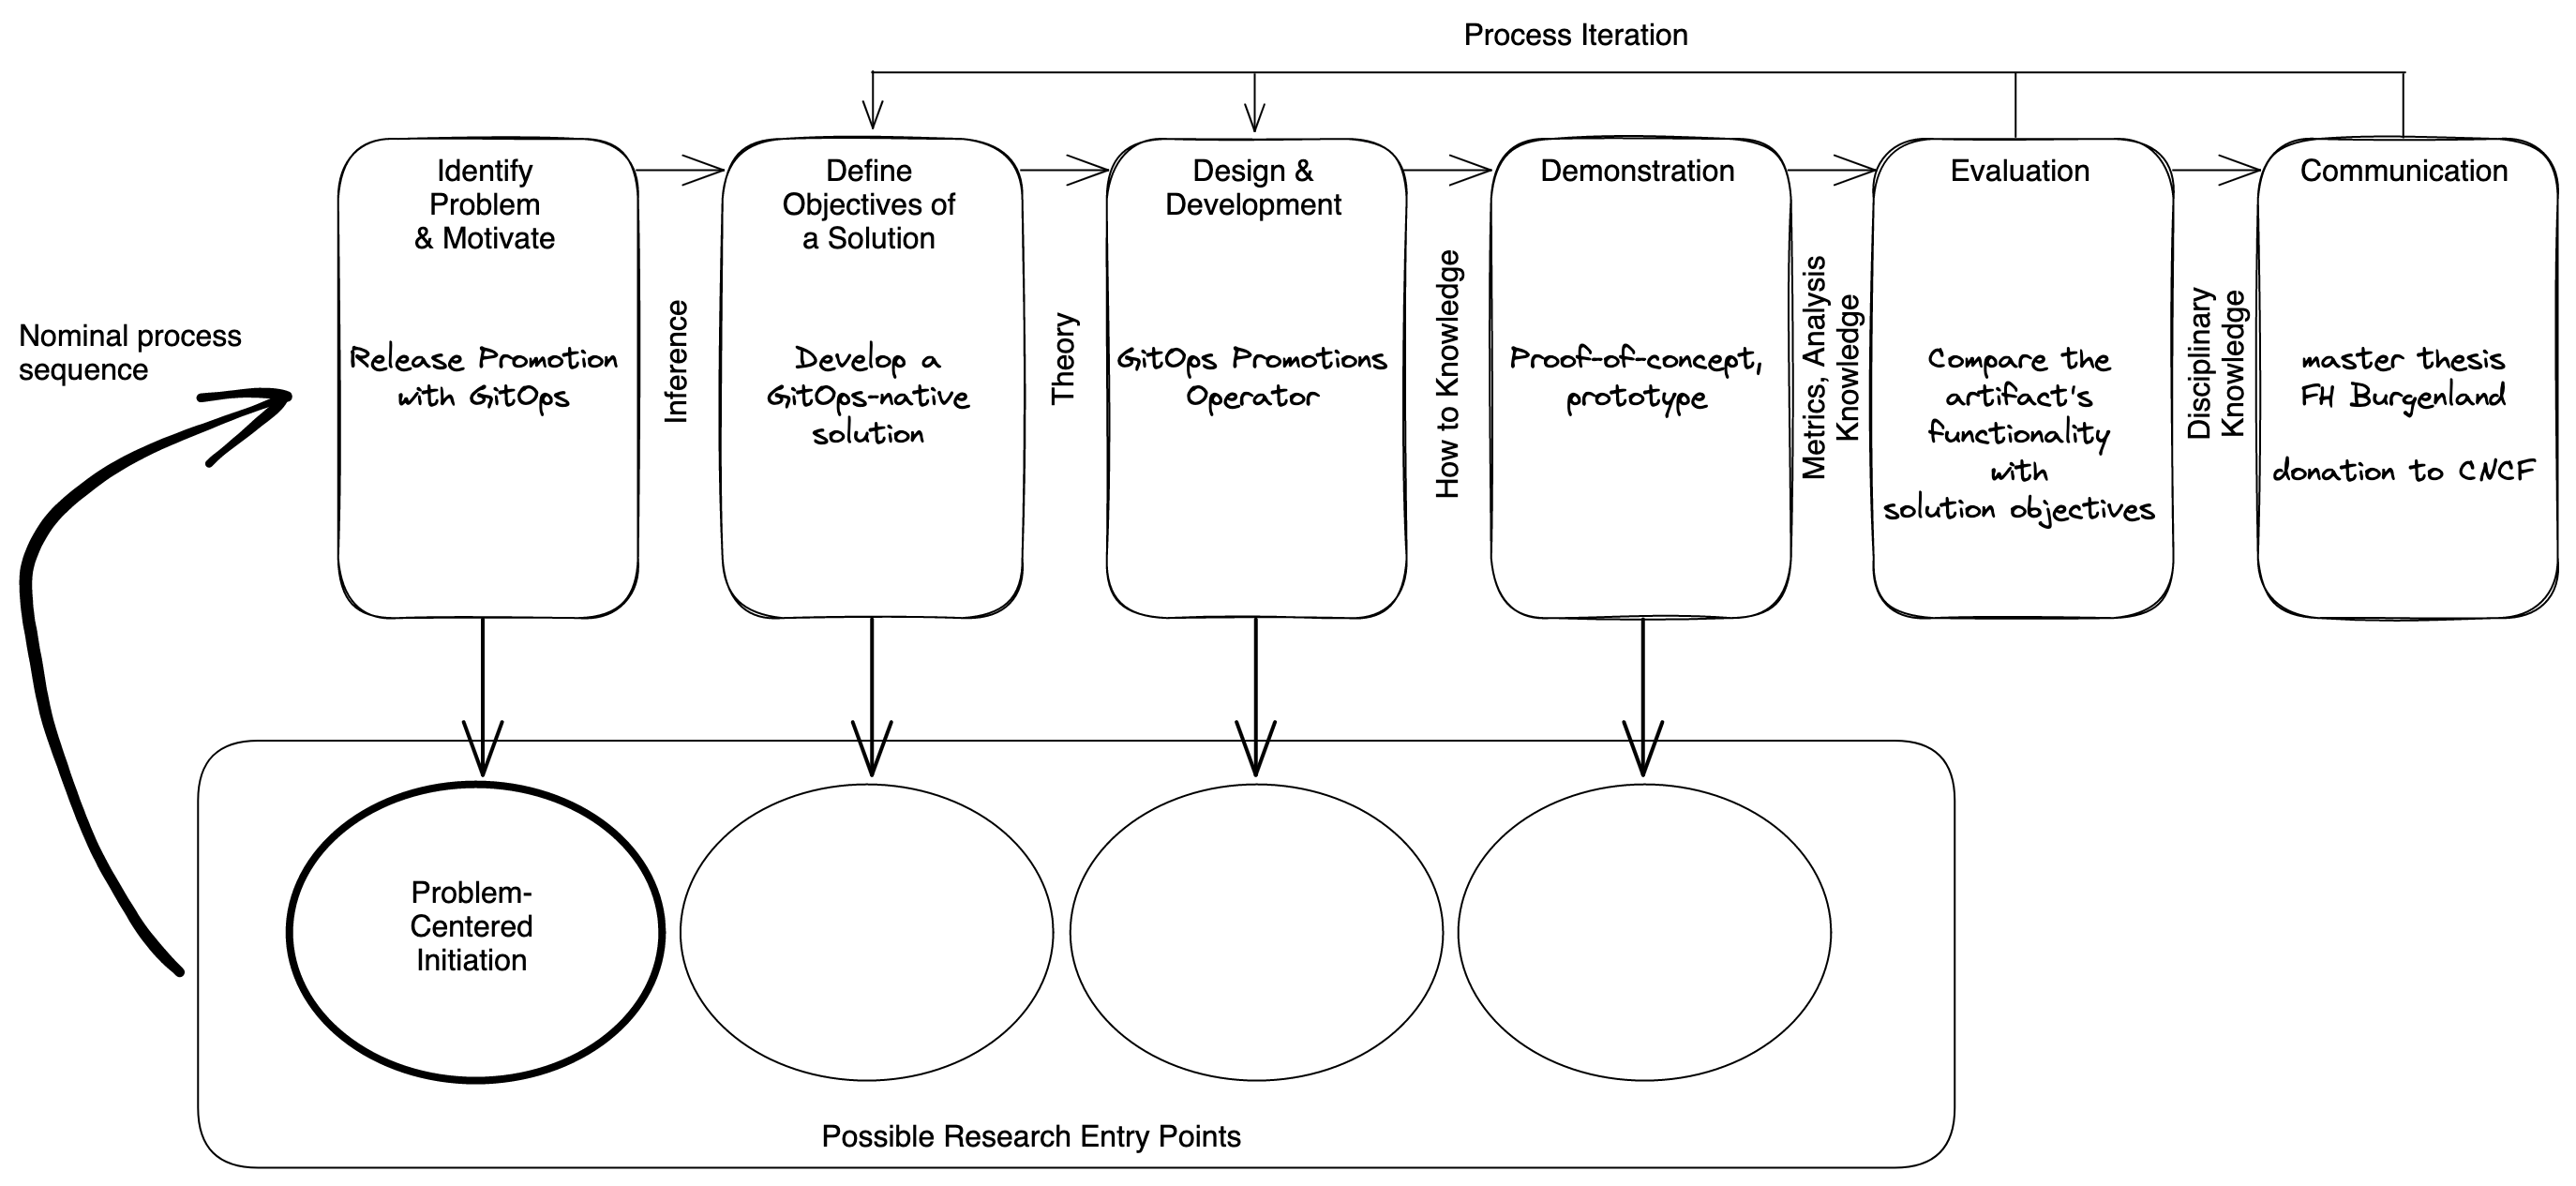 Process Iteration
Nominal process
sequence
Identify
Problem
& Motivate
Release Promotion
with GitOps
Inference
Define
Objectives of
a Solution
Develop a
GitOps-native
solution
Theory
Design &
Development
GitOps Promotions
Operator
How to Knowledge
Demonstration
Proof-of-concept,
prototype
Metrics, Analysis
Knowledge
Evaluation
Compare the
artifact's
functionality
with
solution objectives
Disciplinary
Knowledge
Communication
master thesis
FH Burgenland
donation to CNCF
Problem-
Centered
Initiation
Possible Research Entry Points